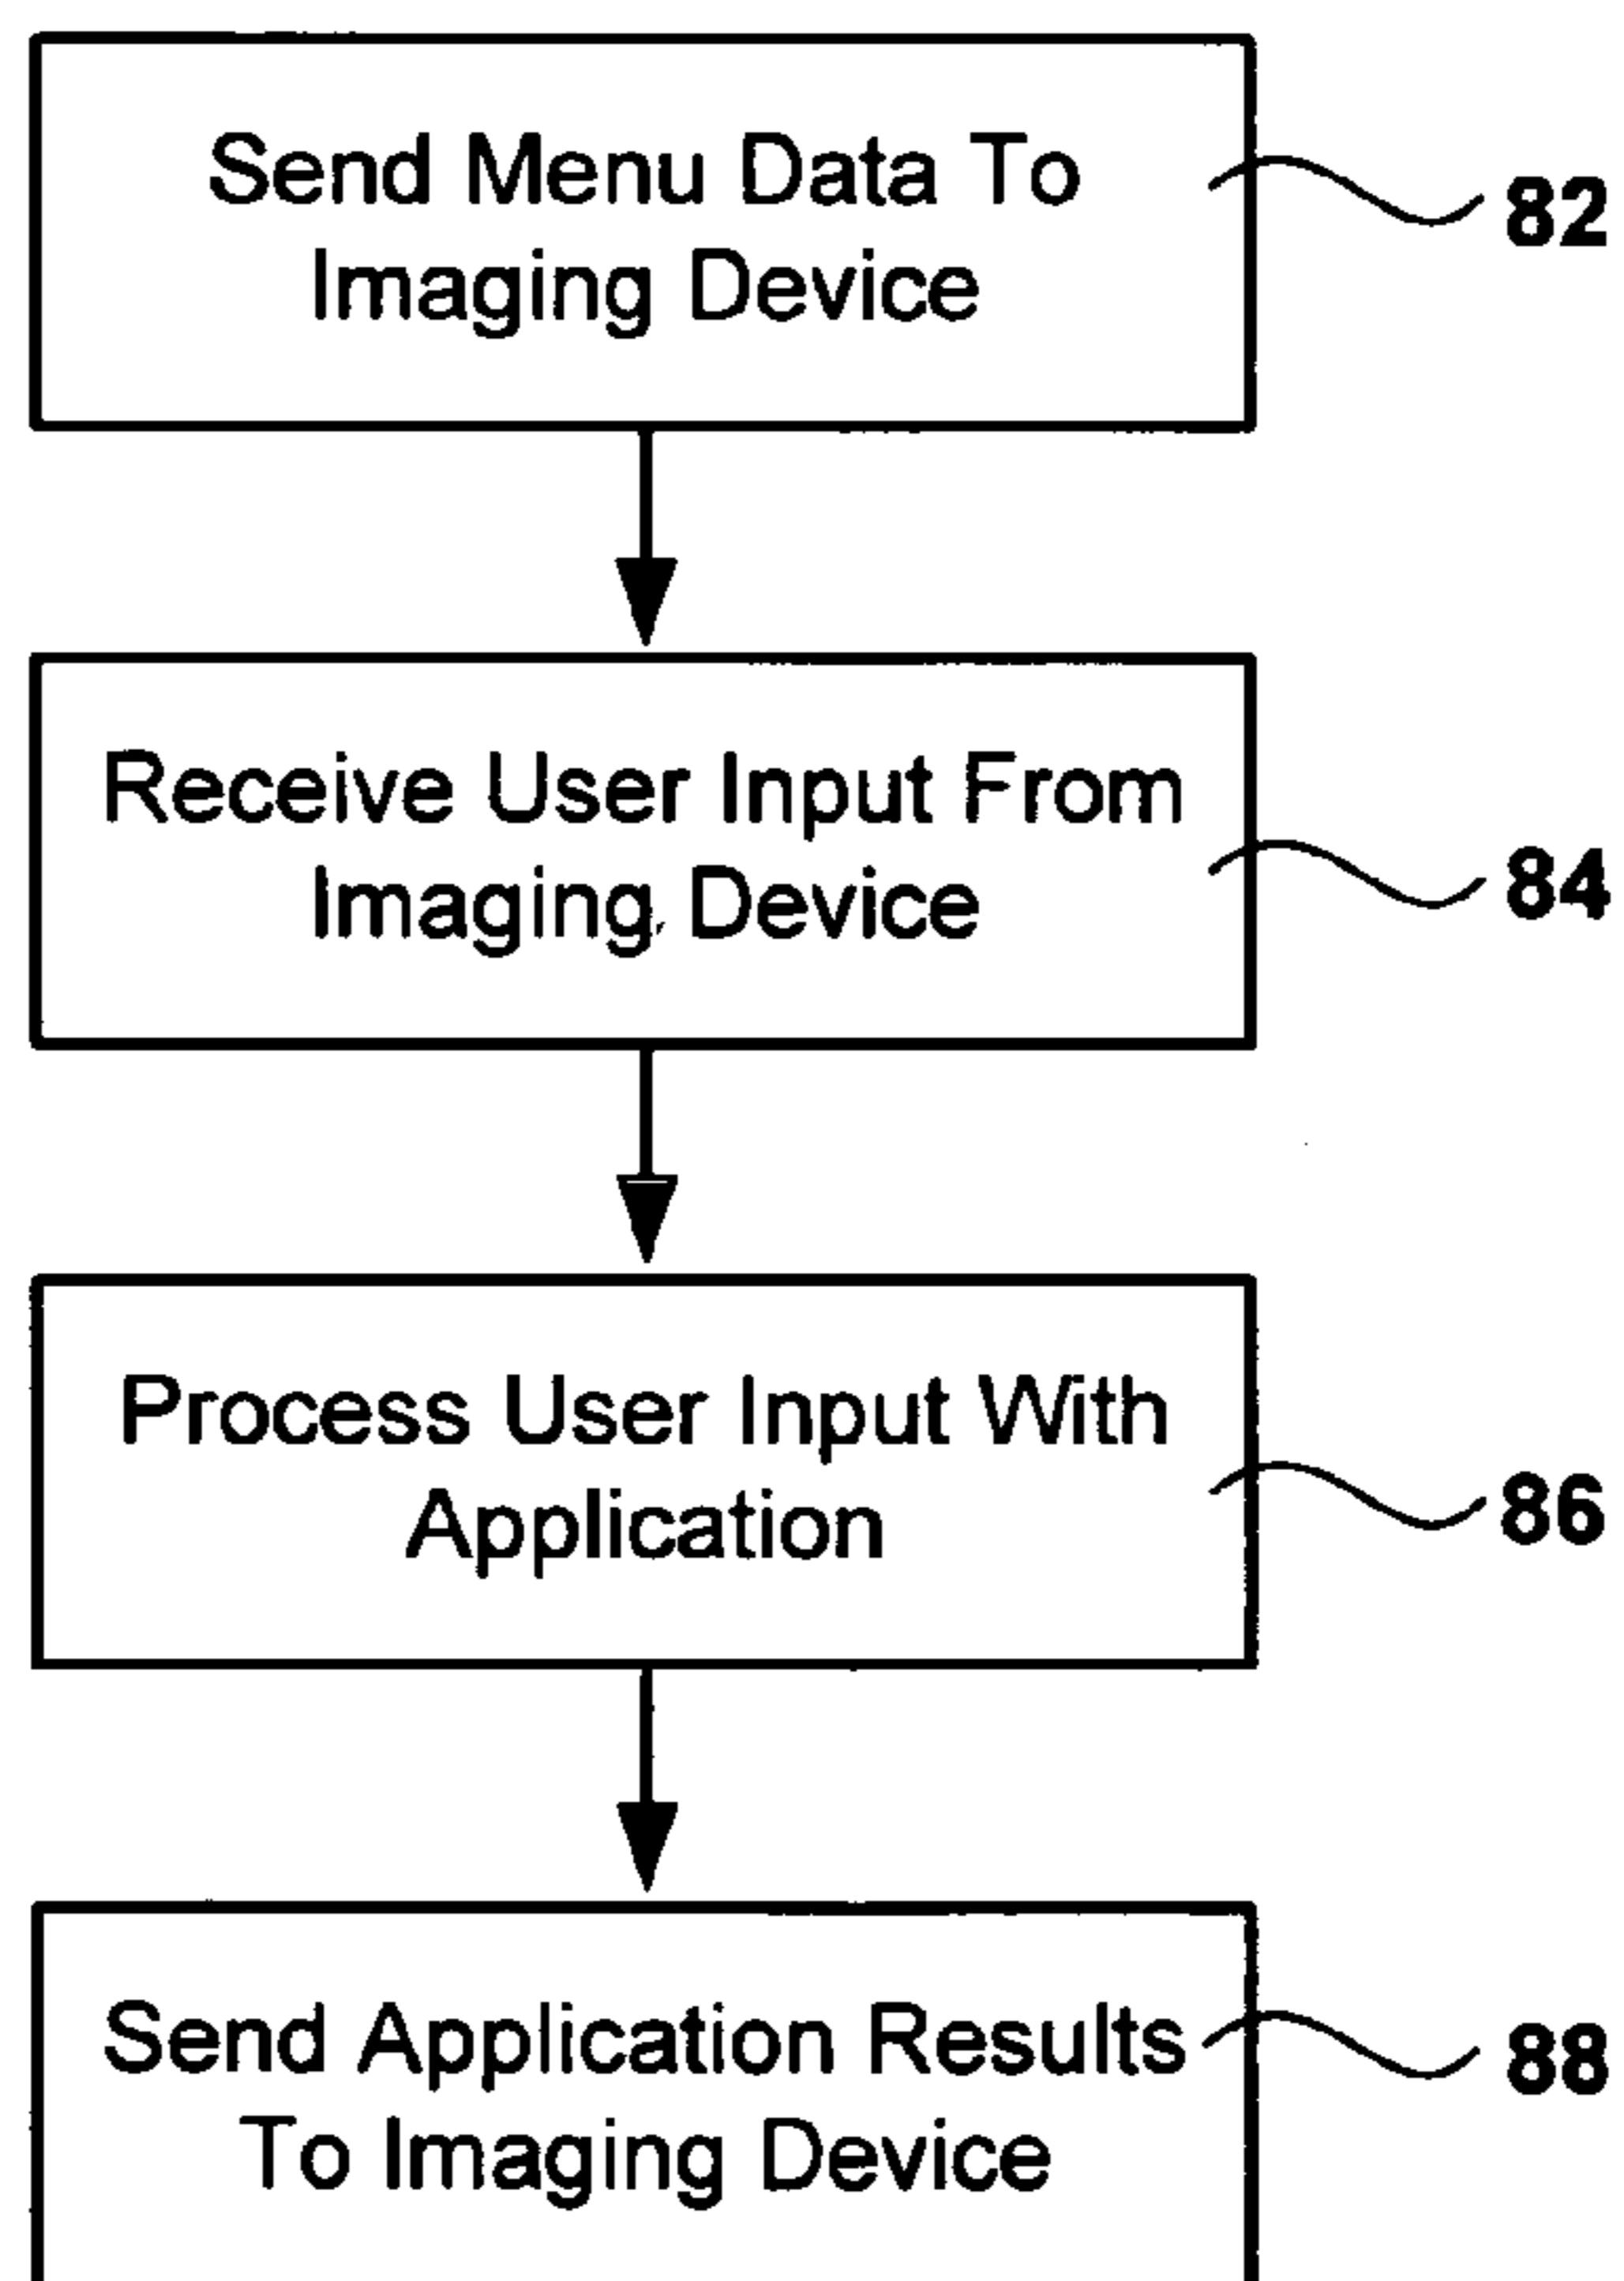 Send Menu Data To
Imaging Device
82
Receive User Input From
Imaging Device
84
Process User Input With
Application
86
Send Application Results
To Imaging Device
88